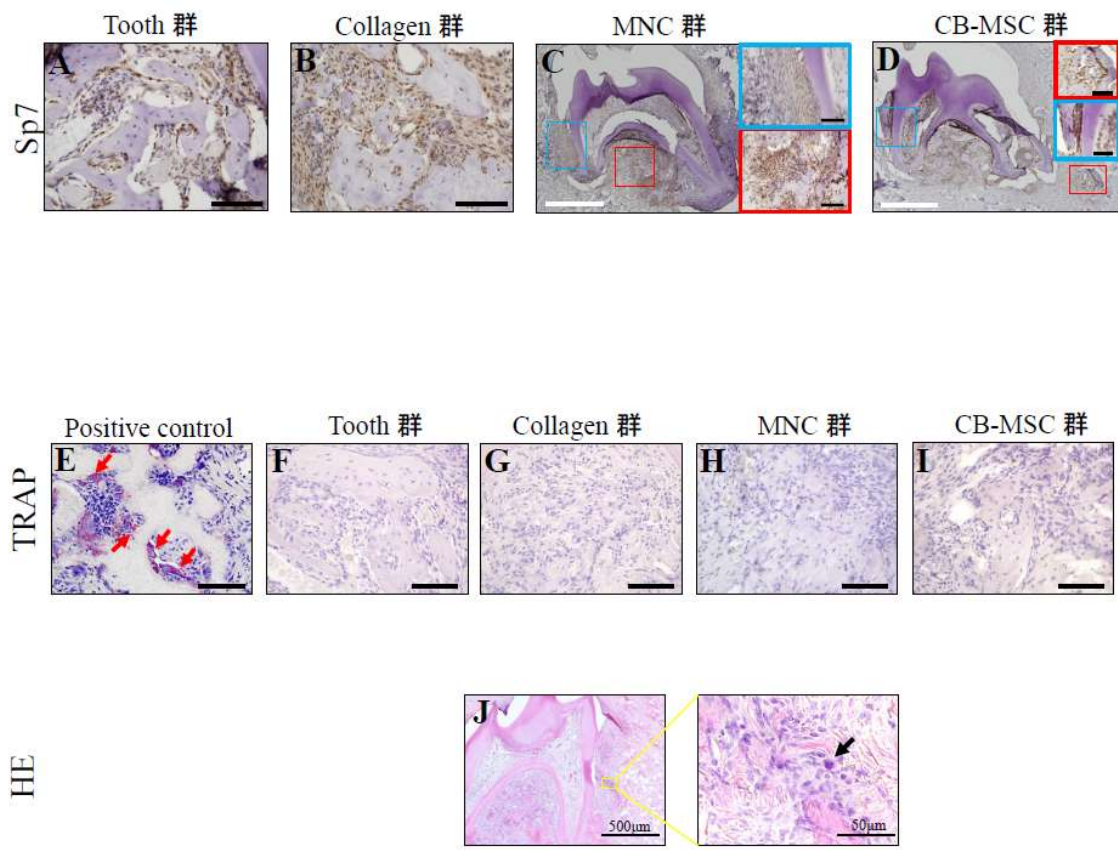 Tooth 群
Collagen 群
MNC 群
CB-MSC 群
Sp7
A
B
C
D
Positive control
Tooth 群
Collagen 群
MNC 群
CB-MSC 群
TRAP
E
F
G
H
I
HE
J
500μm
50μm